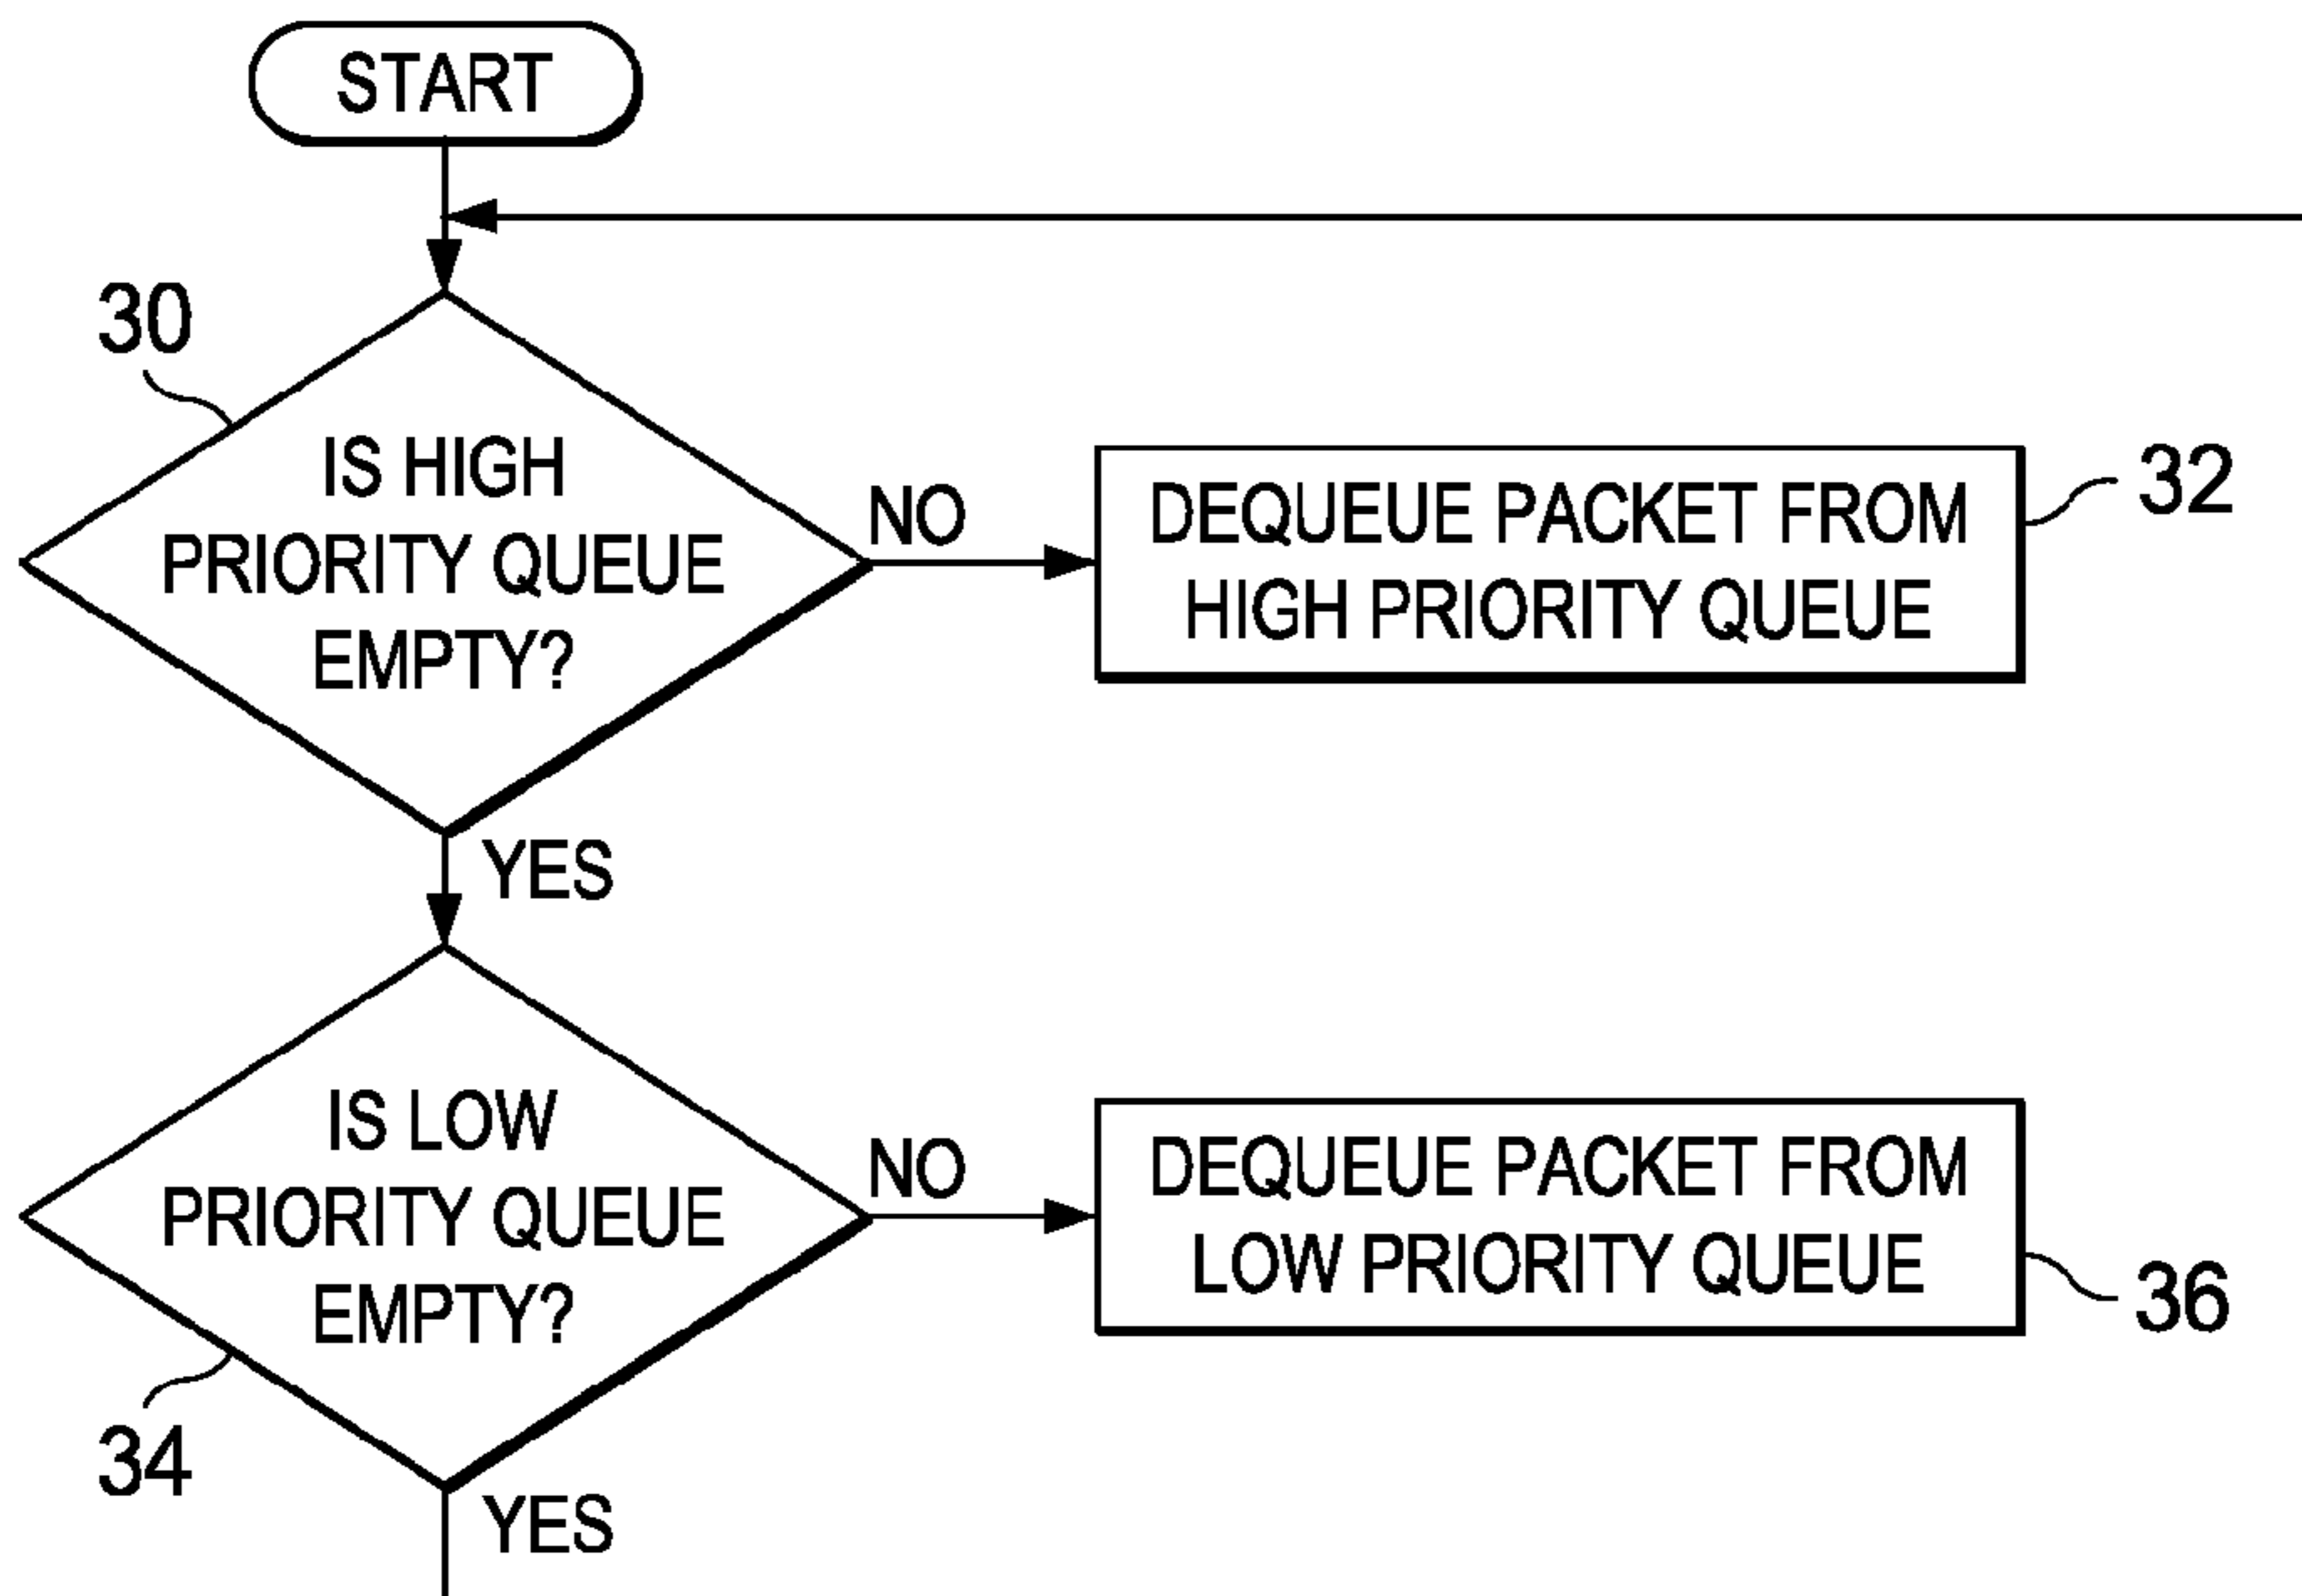 START
30
IS HIGH
PRIORITY QUEUE
EMPTY?
NO
DEQUEUE PACKET FROM
HIGH PRIORITY QUEUE
32
YES
IS LOW
PRIORITY QUEUE
EMPTY?
NO
DEQUEUE PACKET FROM
LOW PRIORITY QUEUE
36
34
YES